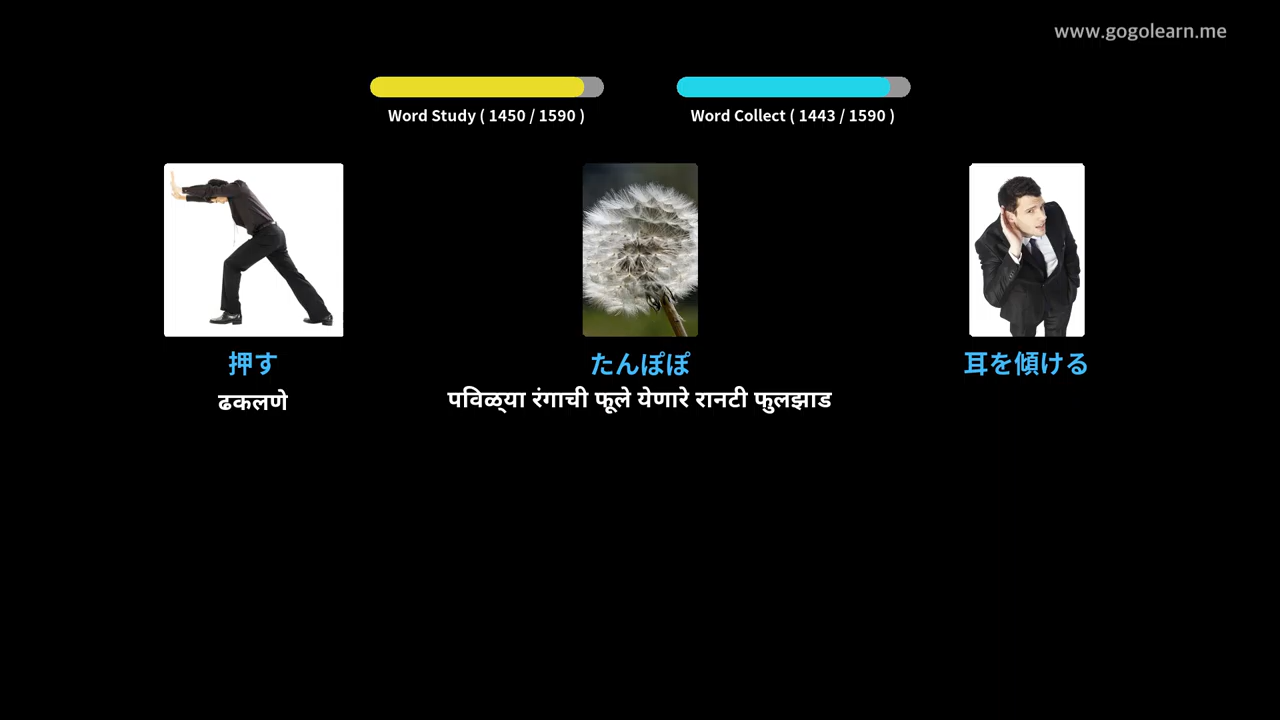 www.gogolearn.me
Word Study ( 1450 / 1590 )
Word Collect ( 1443 / 1590 )
押す
たんぽぽ
耳を傾ける
ढकलणे
पविळ्या रंगाची फूले येणारे रानटी फुलझाड